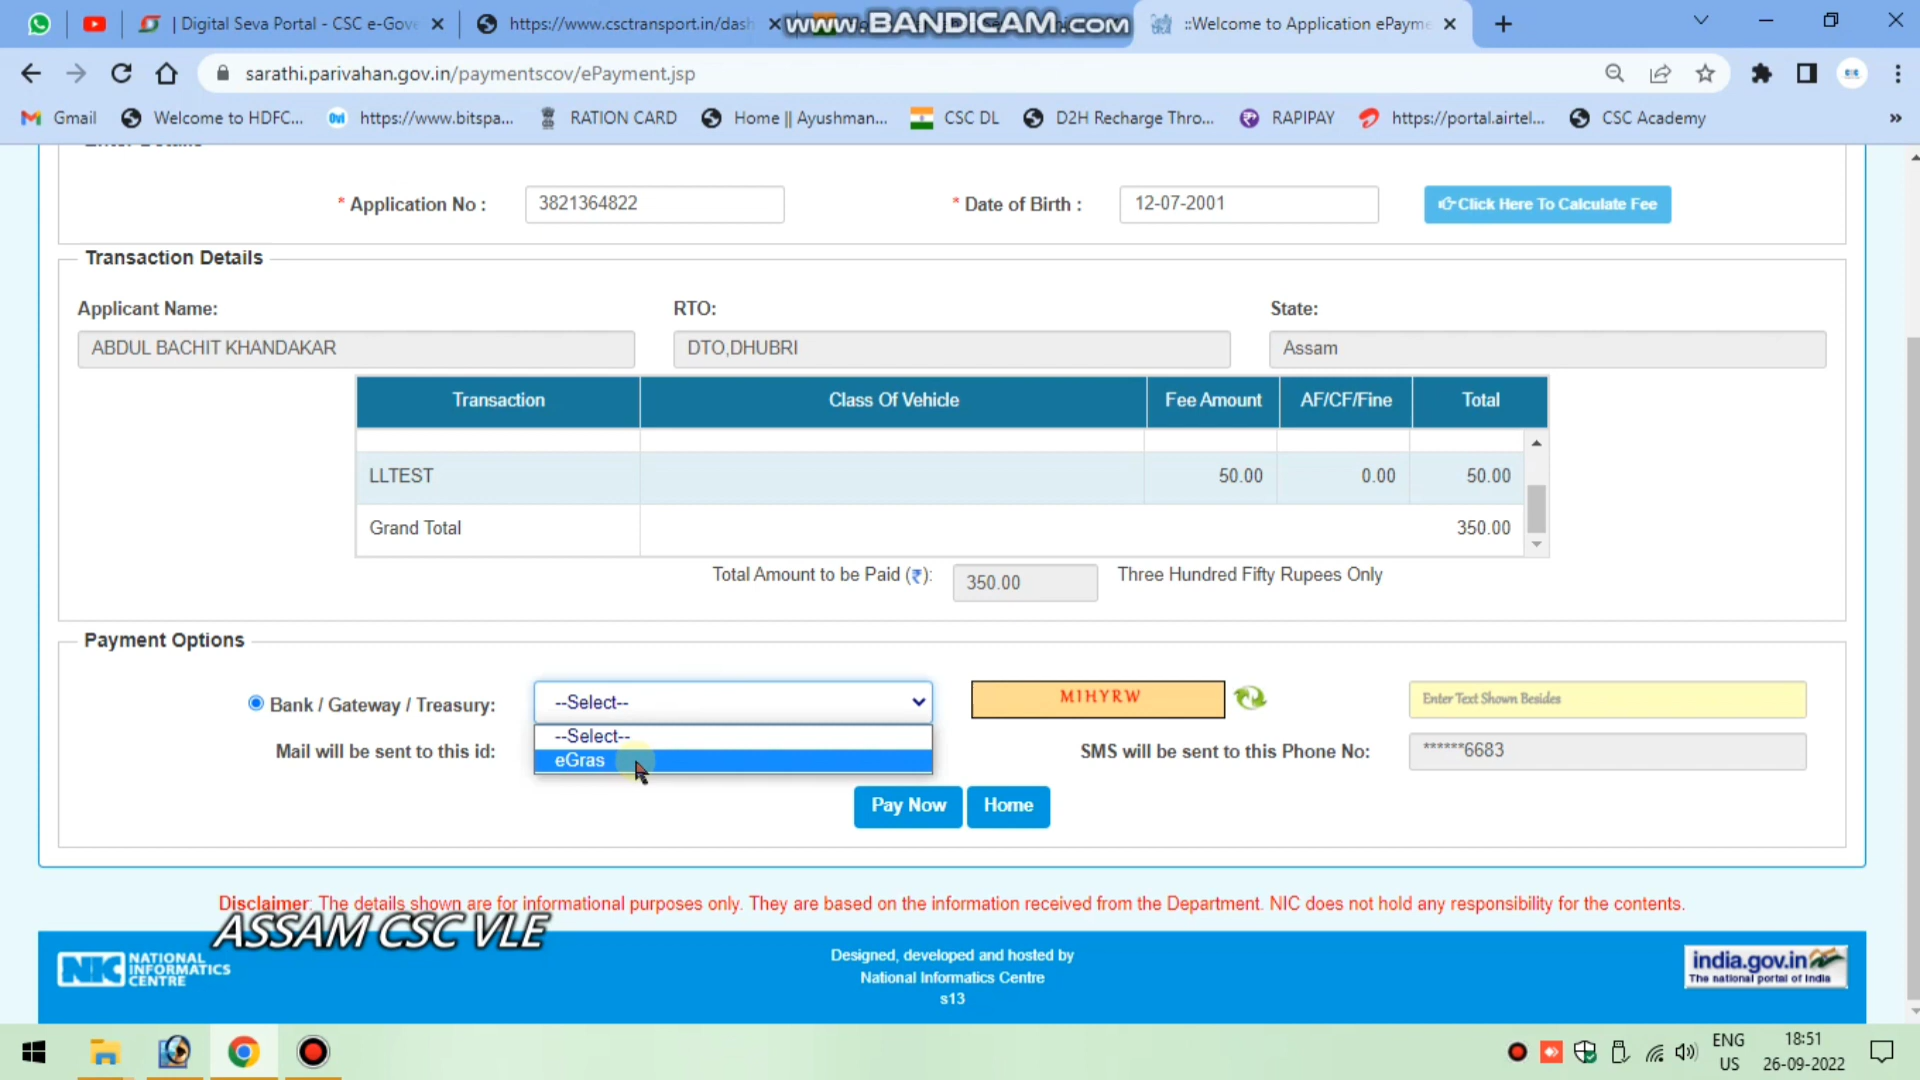 | Digital Seva Portal - CSC e-Gove
https://www.csctransport.in/dash
www.BANDICAM.com
::Welcome to Application ePayme
sarathi.parivahan.gov.in/paymentscov/ePayment.jsp
Gmail
Welcome to HDFC...
https://www.bitspa...
RATION CARD
Home || Ayushman...
CSC DL
D2H Recharge Thro...
RAPIPAY
https://portal.airtel...
CSC Academy
»
* Application No :
3821364822
* Date of Birth :
12-07-2001
Click Here To Calculate Fee
Transaction Details
Applicant Name:
RTO:
State:
ABDUL BACHIT KHANDAKAR
DTO,DHUBRI
Assam
Transaction
Class Of Vehicle
Fee Amount
AF/CF/Fine
Total
LLTEST
50.00
0.00
50.00
Grand Total
350.00
Total Amount to be Paid (₹):
350.00
Three Hundred Fifty Rupees Only
Payment Options
Bank / Gateway / Treasury:
--Select--
M1HYRW
Enter Text Shown Besides
--Select--
eGras
Mail will be sent to this id:
SMS will be sent to this Phone No:
******6683
Pay Now
Home
Disclaimer: The details shown are for informational purposes only. They are based on the information received from the Department. NIC does not hold any responsibility for the contents.
ASSAM CSC VLE
NIC
NATIONAL
INFORMATICS
CENTRE
Designed, developed and hosted by
National Informatics Centre
s13
india.gov.in
The national portal of India
ENG
US
18:51
26-09-2022